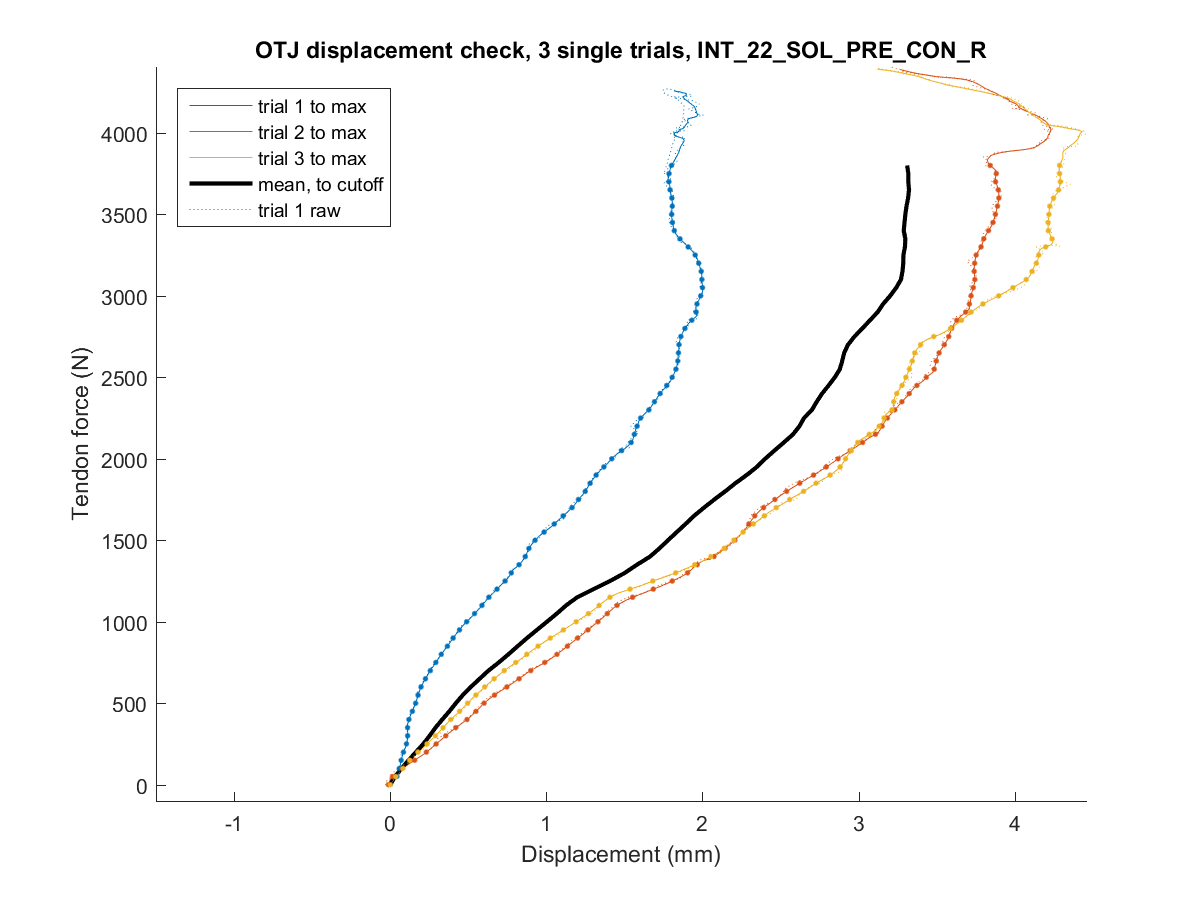 OTJ displacement check, 3 single trials, INT_22_SOL_PRE_CON_R
trial 1 to max
trial 2 to max
trial 3 to max
mean, to cutoff
trial 1 raw
4000
3500
3000
2500
2000
1500
1000
500
0
Tendon force (N)
-1
0
1
2
3
4
Displacement (mm)